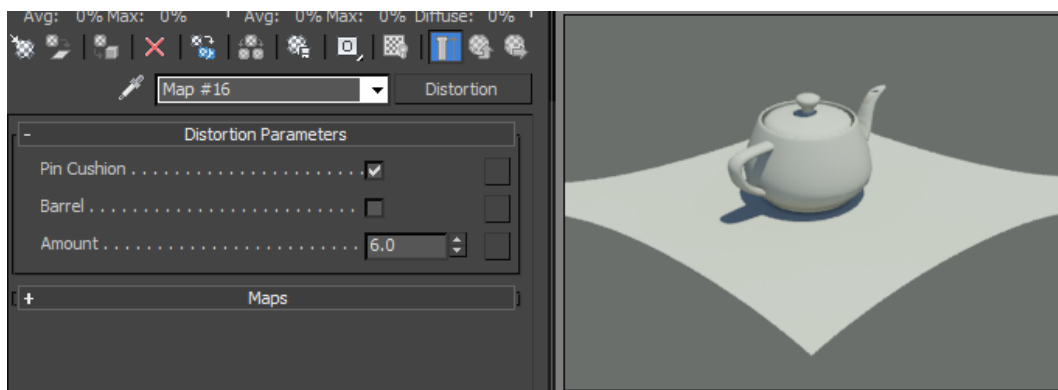 Avg: 0% Max: 0% Avg: 0% Max: 0% Diffuse: 0%
Map #16 Distortion
- Distortion Parameters
Pin Cushion . . . . . . . . . . . . . . . . . . . . . .
Barrel . . . . . . . . . . . . . . . . . . . . . . . . .
Amount . . . . . . . . . . . . . . . . . . . . . . . . 6.0
+ Maps